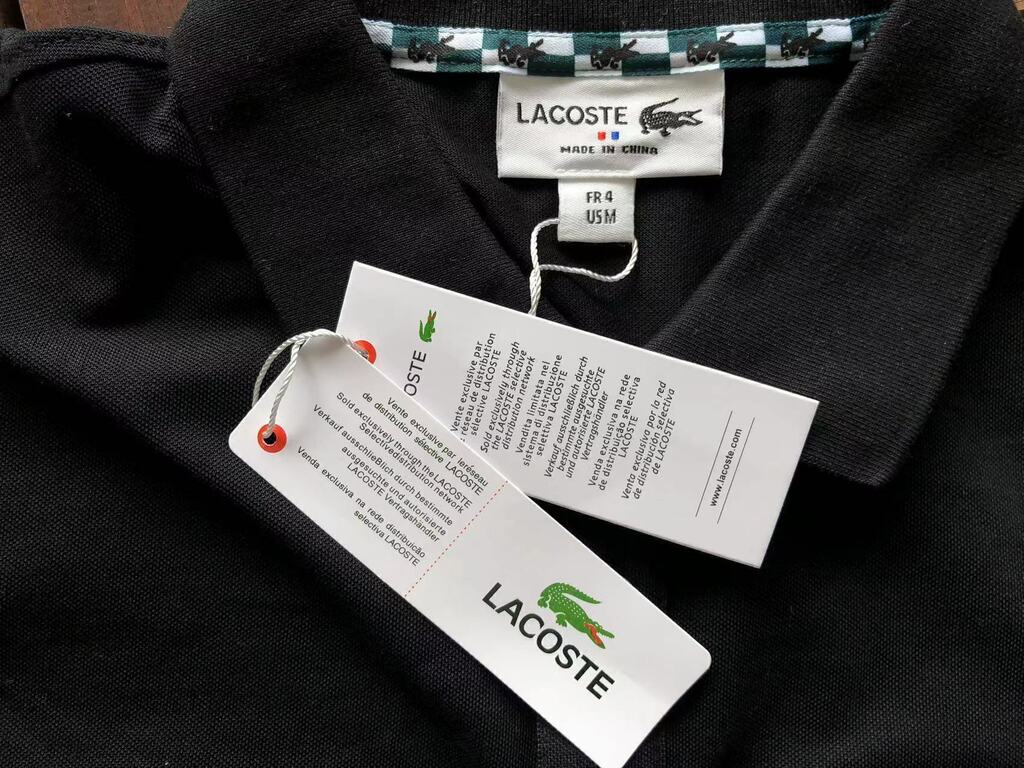 LACOSTE
MADE IN CHINA
FR 4
US M
OSTE
Vente exclusive par
réseau de distribution
sélective LACOSTE
Sold exclusively through
the LACOSTE selective
distribution network
Vendita limitata nel
sistema di distribuzione
selettiva LACOSTE
Verkauf ausschließlich durch
bestimmte ausgesuchte
und autorisierte LACOSTE
Vertragshändler
Venda exclusiva na rede
de distribuição selectiva
LACOSTE
Venta exclusiva por la red
de distribución selectiva
de LACOSTE
www.lacoste.com
Vente exclusive par leréseau
de distribution sélective LACOSTE
Sold exclusively through the LACOSTE
Selectivedistribution network
Verkauf ausschließlich durch bestimmte
ausgesuchte und autorisierte
LACOSTE Vertragshändler
Venda exclusiva na rede distribuicão
selectiva LACOSTE
LACOSTE